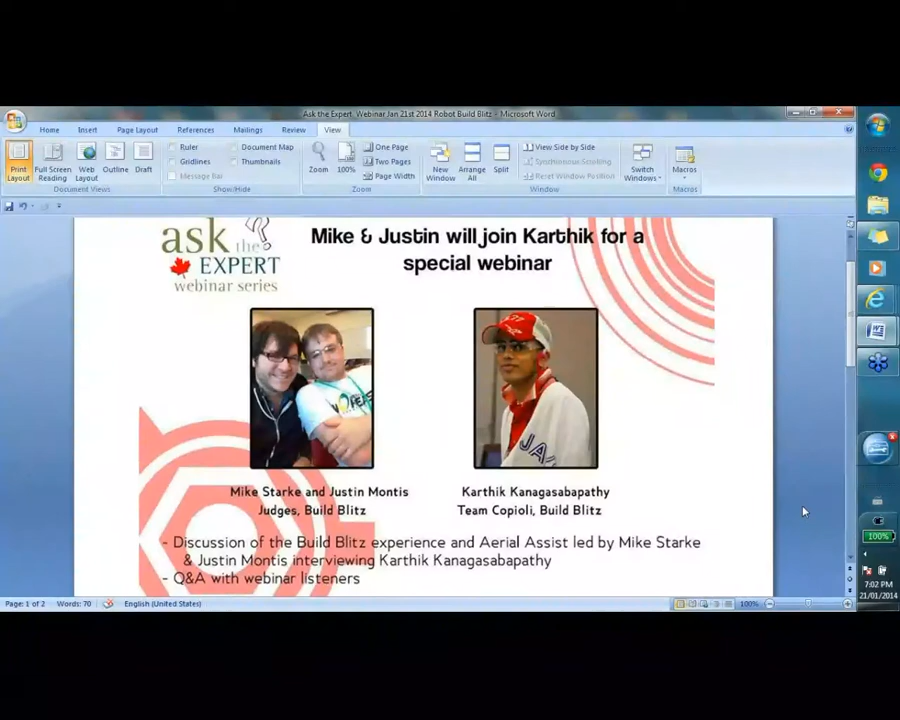 Ask the Expert Webinar Jan 21st 2014 Robot Build Blitz - Microsoft Word
Home Insert Page Layout References Mailings Review View
Print Layout
Full Screen Reading
Web Layout
Outline
Draft
Document Views
Ruler
Gridlines
Message Bar
Document Map
Thumbnails
Show/Hide
Zoom
100%
One Page
Two Pages
Page Width
Zoom
New Window
Arrange All
Split
View Side by Side
Synchronous Scrolling
Reset Window Position
Window
Switch Windows
Macros
Macros
ask the
EXPERT
webinar series
Mike & Justin will join Karthik for a
special webinar
JA
Mike Starke and Justin Montis
Judges, Build Blitz
Karthik Kanagasabapathy
Team Copioli, Build Blitz
- Discussion of the Build Blitz experience and Aerial Assist led by Mike Starke
& Justin Montis interviewing Karthik Kanagasabapathy
- Q&A with webinar listeners
Page: 1 of 2 Words: 70 English (United States) 100%
100%
7:02 PM
21/01/2014